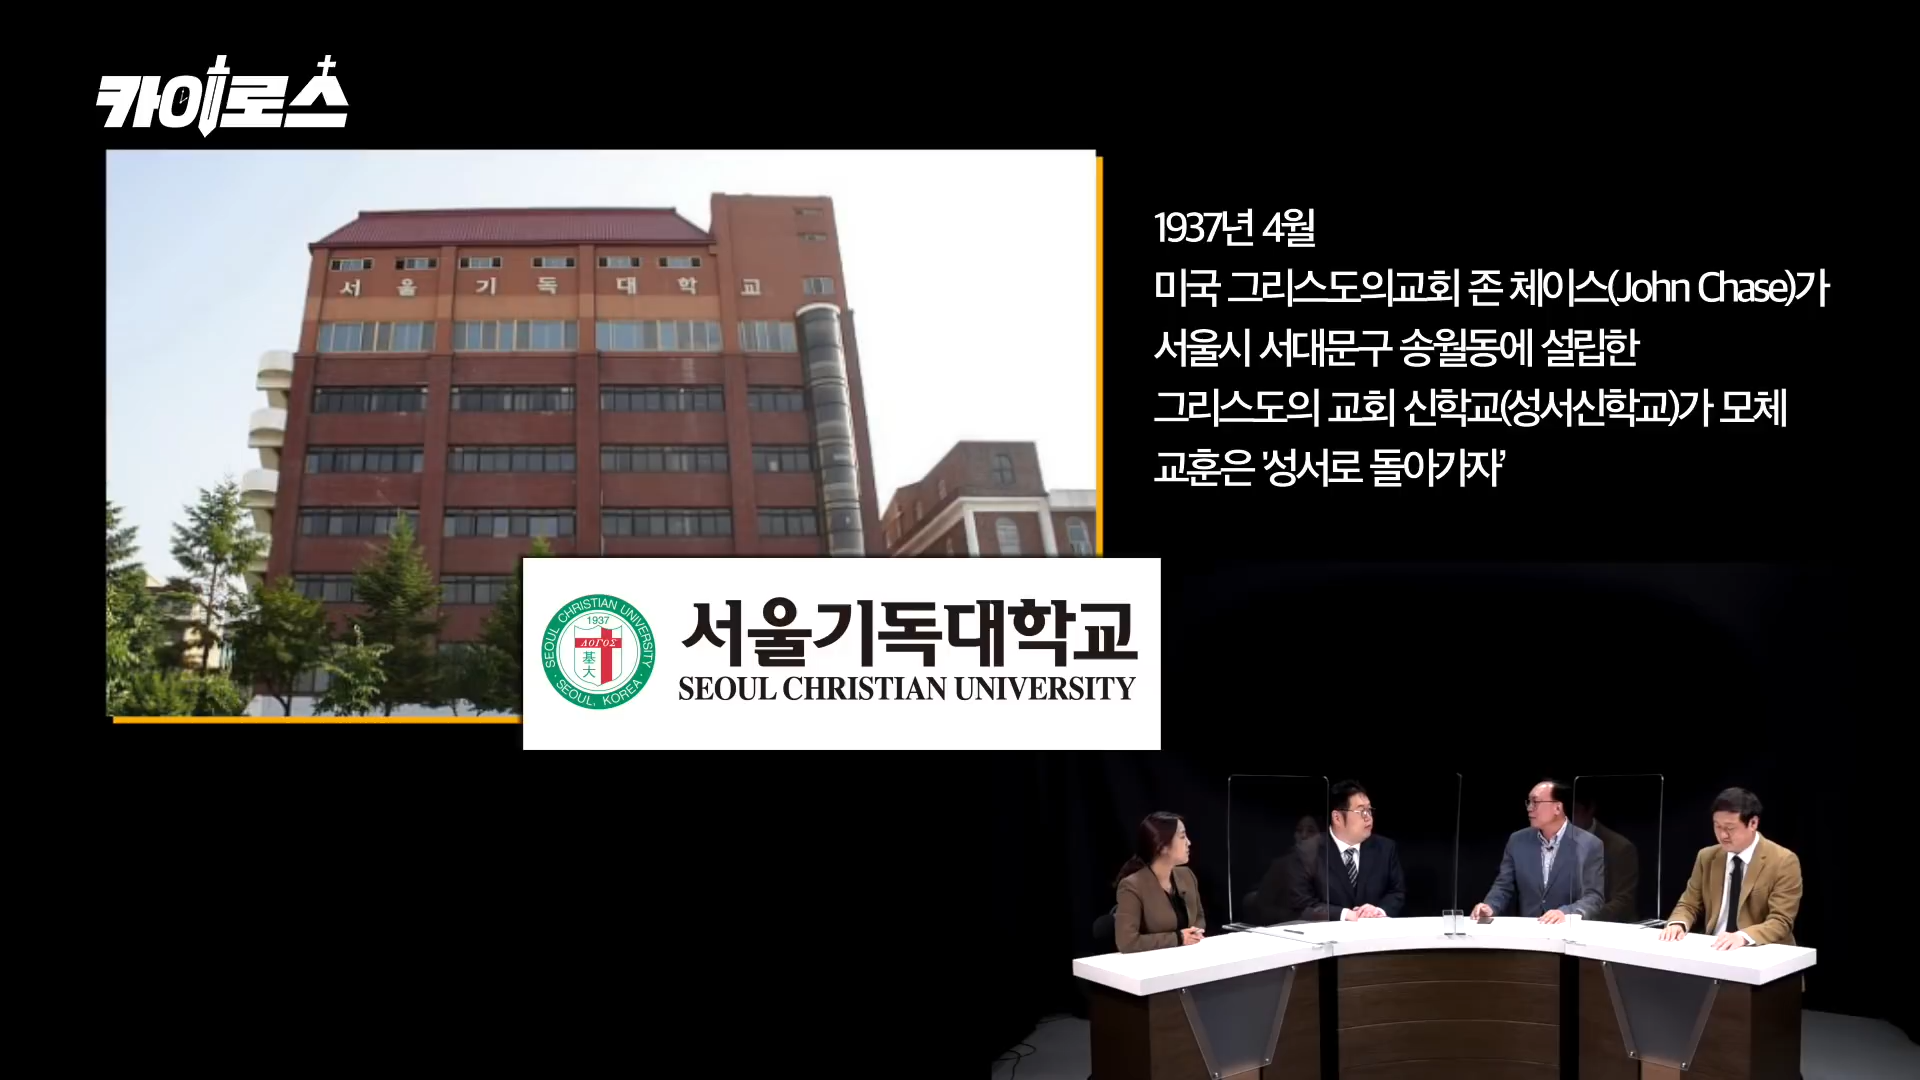 카이로스
서울기독대학교
1937년 4월
미국 그리스도의교회 존 체이스(John Chase)가
서울시 서대문구 송월동에 설립한
그리스도의 교회 신학교(성서신학교)가 모체
교훈은 '성서로 돌아가자’
SEOUL CHRISTIAN UNIVERSITY
1937
ΛΟΓΟΣ
基
大
· SEOUL, KOREA ·
서울기독대학교
SEOUL CHRISTIAN UNIVERSITY